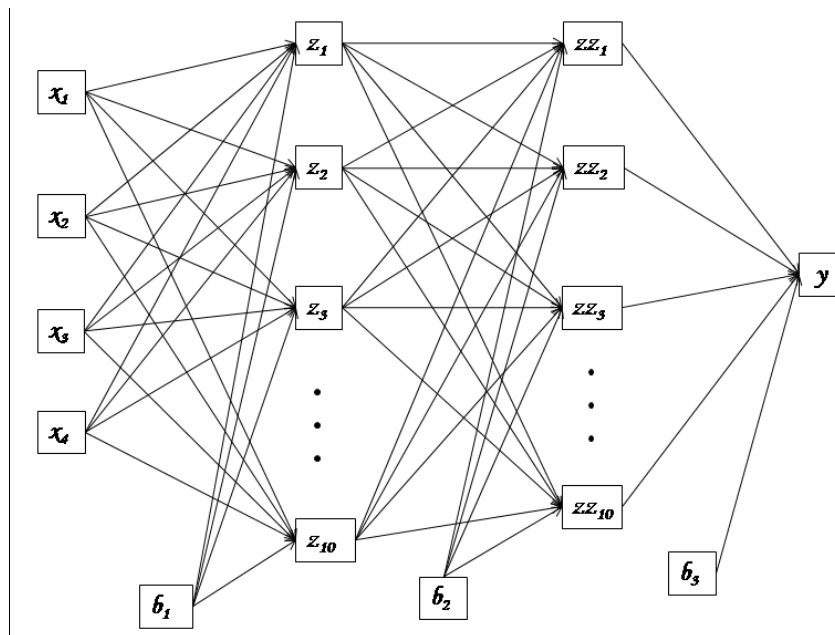 x₁
x₂
x₃
x₄
b₁
z₁
z₂
z₃
z₁₀
b₂
zz₁
zz₂
zz₃
zz₁₀
b₃
y